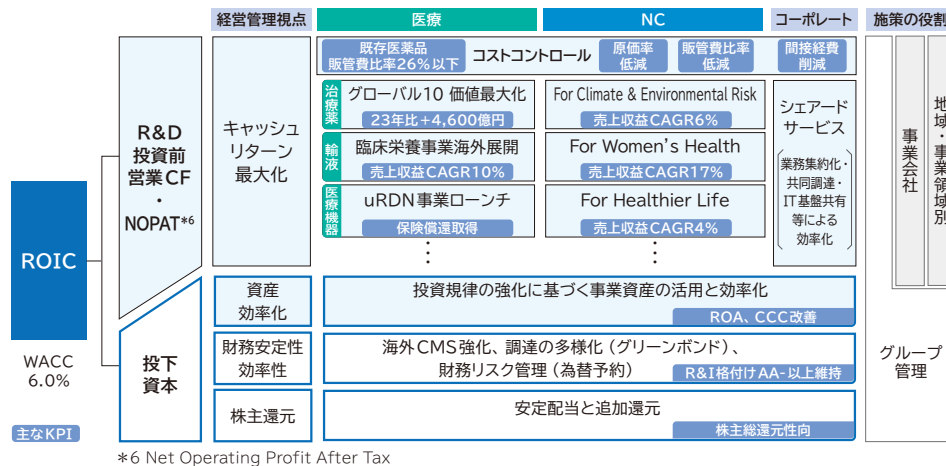 経営管理視点
医療
NC
コーポレート
施策の役割
既存医薬品
販管費比率26%以下
コストコントロール
原価率
低減
販管費比率
低減
間接経費
削減
R&D
投資前
営業CF
・
NOPAT*6
キャッシュ
リターン
最大化
治療薬
グローバル10 価値最大化
23年比+4,600億円
輸液
臨床栄養事業海外展開
売上収益CAGR10%
医療機器
uRDN事業ローンチ
保険償還取得
⋮
For Climate & Environmental Risk
売上収益CAGR6%
For Women's Health
売上収益CAGR17%
For Healthier Life
売上収益CAGR4%
⋮
シェアード
サービス
業務集約化・
共同調達・
IT基盤共有
等による
効率化
事業会社
地域・事業領域別
ROIC
WACC
6.0%
投下
資本
資産
効率化
投資規律の強化に基づく事業資産の活用と効率化
ROA、CCC改善
財務安定性
効率性
海外CMS強化、調達の多様化(グリーンボンド)、
財務リスク管理(為替予約)
R&I格付けAA-以上維持
株主還元
安定配当と追加還元
株主総還元性向
グループ
管理
主なKPI
*6 Net Operating Profit After Tax